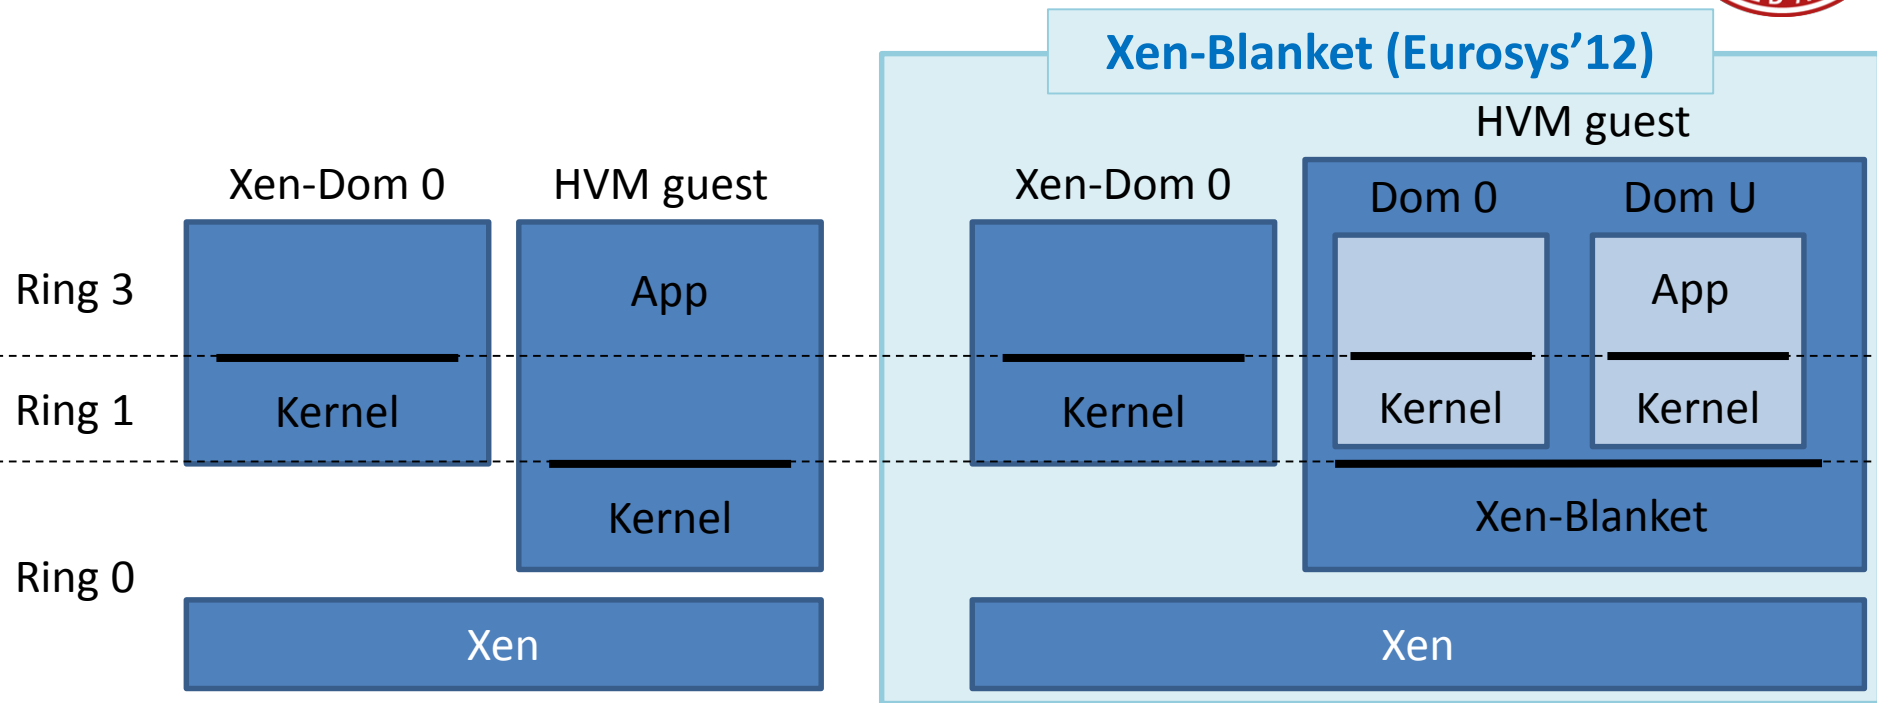 Xen-Blanket (Eurosys’12)
HVM guest
Xen-Dom 0
HVM guest
Xen-Dom 0
Dom 0
Dom U
Ring 3
App
App
Ring 1
Kernel
Kernel
Kernel
Kernel
Kernel
Xen-Blanket
Ring 0
Xen
Xen